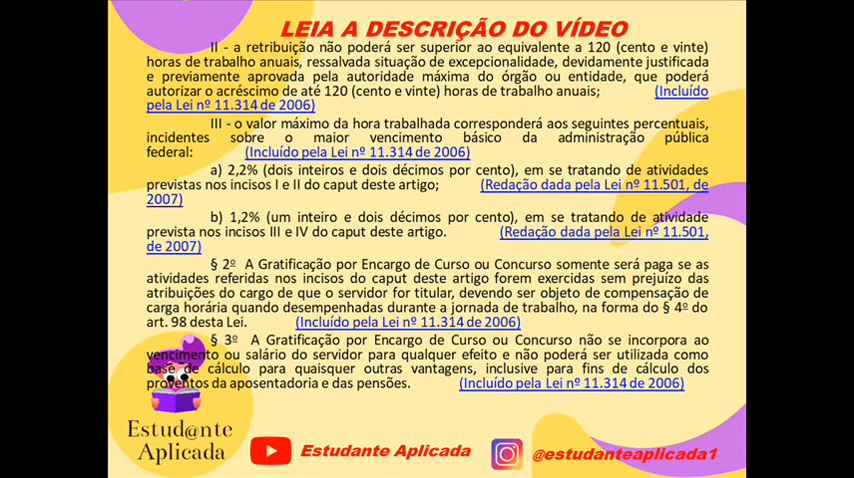 LEIA A DESCRIÇÃO DO VÍDEO
II - a retribuição não poderá ser superior ao equivalente a 120 (cento e vinte)
horas de trabalho anuais, ressalvada situação de excepcionalidade, devidamente justificada
e previamente aprovada pela autoridade máxima do órgão ou entidade, que poderá
autorizar o acréscimo de até 120 (cento e vinte) horas de trabalho anuais; (Incluído
pela Lei nº 11.314 de 2006)
III - o valor máximo da hora trabalhada corresponderá aos seguintes percentuais,
incidentes sobre o maior vencimento básico da administração pública
federal: (Incluído pela Lei nº 11.314 de 2006)
a) 2,2% (dois inteiros e dois décimos por cento), em se tratando de atividades
previstas nos incisos I e II do caput deste artigo; (Redação dada pela Lei nº 11.501, de
2007)
b) 1,2% (um inteiro e dois décimos por cento), em se tratando de atividade
prevista nos incisos III e IV do caput deste artigo. (Redação dada pela Lei nº 11.501,
de 2007)
§ 2º A Gratificação por Encargo de Curso ou Concurso somente será paga se as
atividades referidas nos incisos do caput deste artigo forem exercidas sem prejuízo das
atribuições do cargo de que o servidor for titular, devendo ser objeto de compensação de
carga horária quando desempenhadas durante a jornada de trabalho, na forma do § 4º do
art. 98 desta Lei. (Incluído pela Lei nº 11.314 de 2006)
§ 3º A Gratificação por Encargo de Curso ou Concurso não se incorpora ao
vencimento ou salário do servidor para qualquer efeito e não poderá ser utilizada como
base de cálculo para quaisquer outras vantagens, inclusive para fins de cálculo dos
proventos da aposentadoria e das pensões. (Incluído pela Lei nº 11.314 de 2006)
Estud@nte
Aplicada
Estudante Aplicada
@estudanteaplicada1